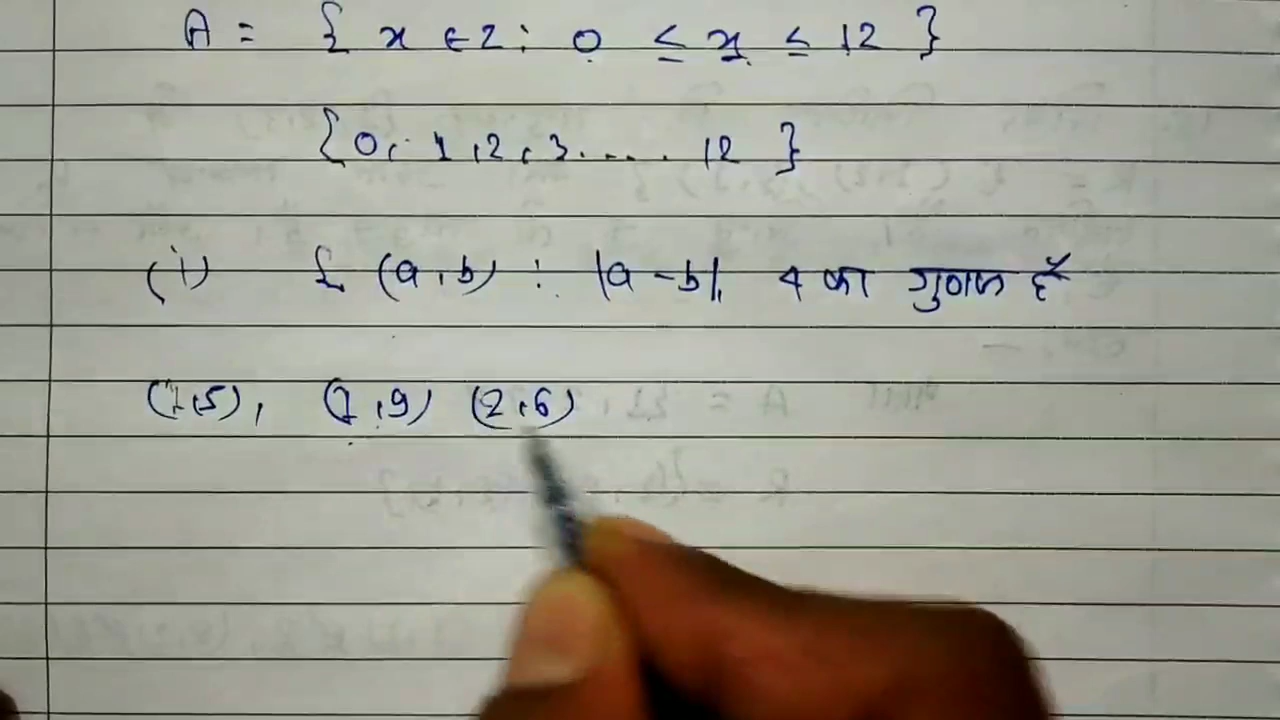 A = { x ∈ Z : 0 ≤ x ≤ 12 }
{ 0, 1, 2, 3.... 12 }
(i) { (a, b) : |a - b|, 4 का गुणज है
(1,5), (1,9) (2,6)